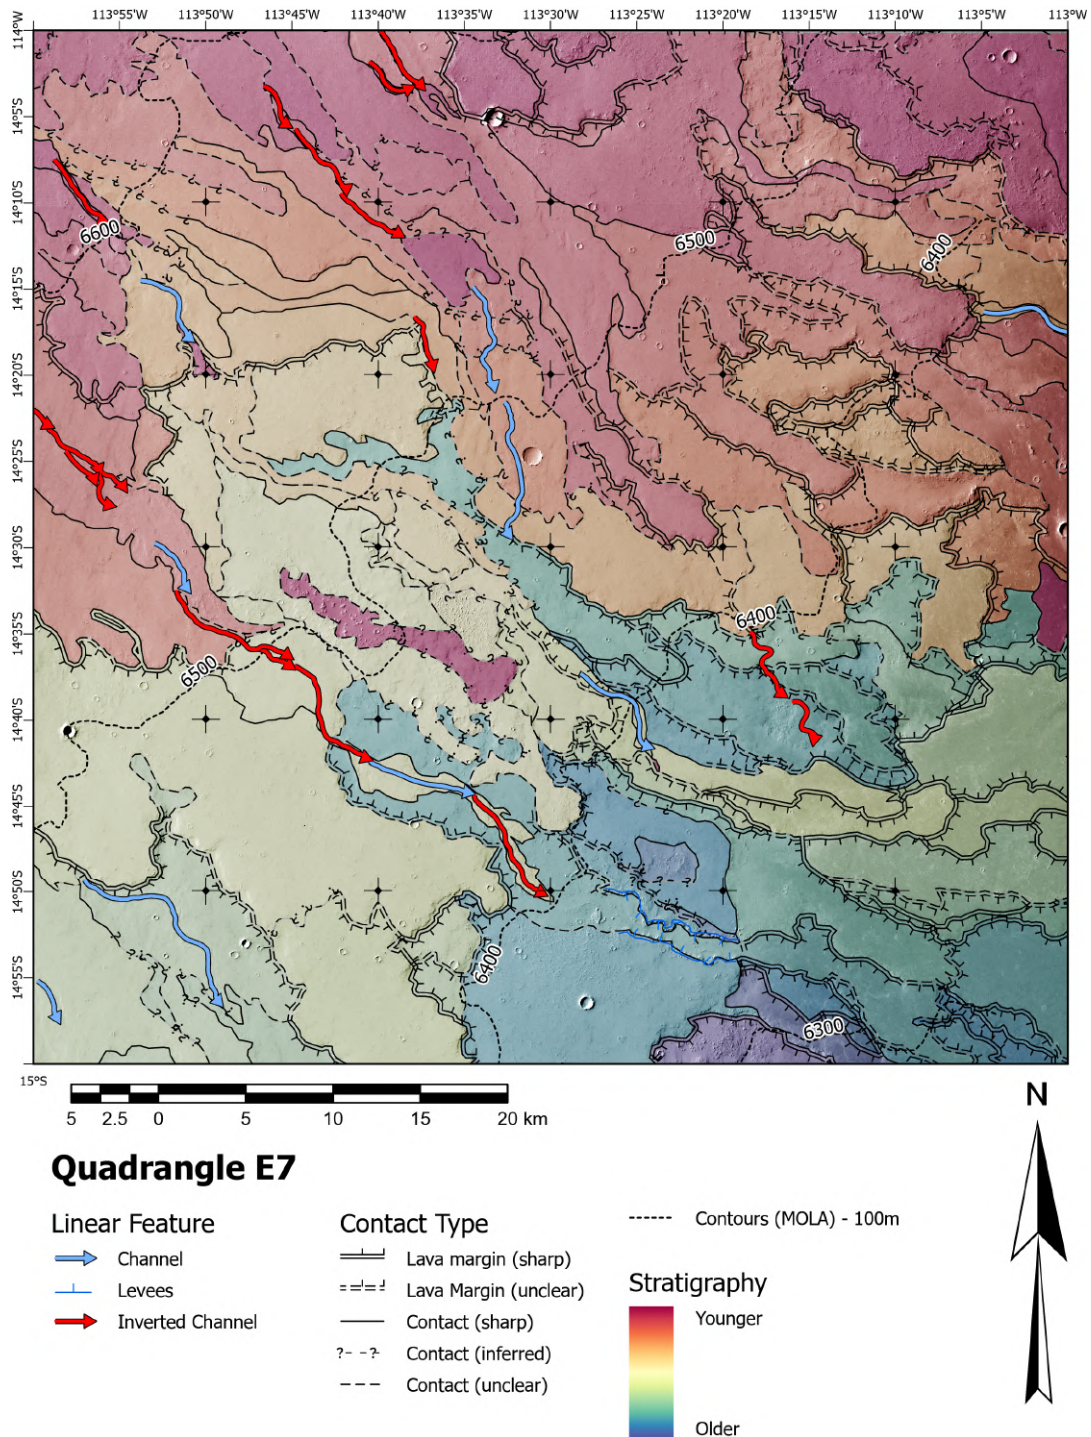 114°W 113°55'W 113°50'W 113°45'W 113°40'W 113°35'W 113°30'W 113°25'W 113°20'W 113°15'W 113°10'W 113°5'W 113°W
14°5'S
14°10'S
14°15'S
14°20'S
14°25'S
14°30'S
14°35'S
14°40'S
14°45'S
14°50'S
14°55'S
15°S
6600
6500
6400
6500
6400
6400
6300
5 2.5 0 5 10 15 20 km
N
Quadrangle E7
Linear Feature
Channel
Levees
Inverted Channel
Contact Type
Lava margin (sharp)
Lava Margin (unclear)
Contact (sharp)
?- -?- Contact (inferred)
Contact (unclear)
Contours (MOLA) - 100m
Stratigraphy
Younger
Older